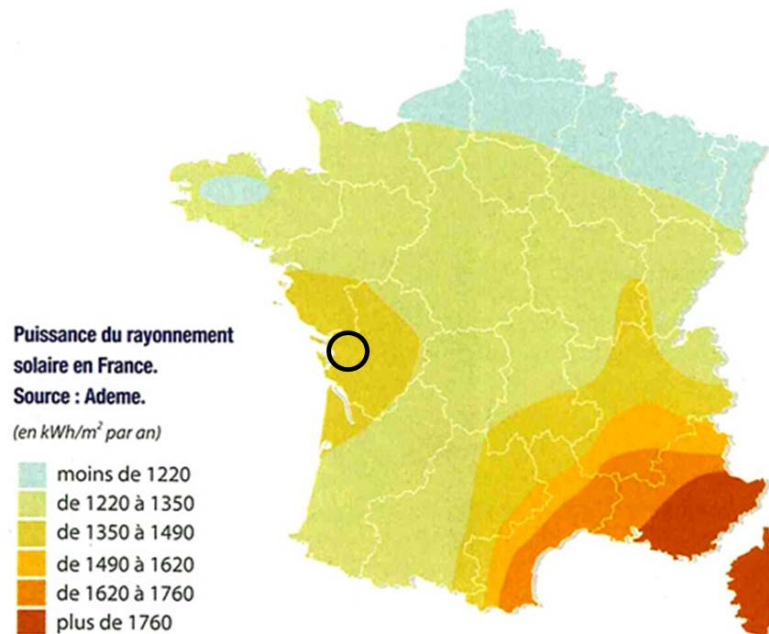 Puissance du rayonnement
solaire en France.
Source : Ademe.
(en kWh/m² par an)
moins de 1220
de 1220 à 1350
de 1350 à 1490
de 1490 à 1620
de 1620 à 1760
plus de 1760